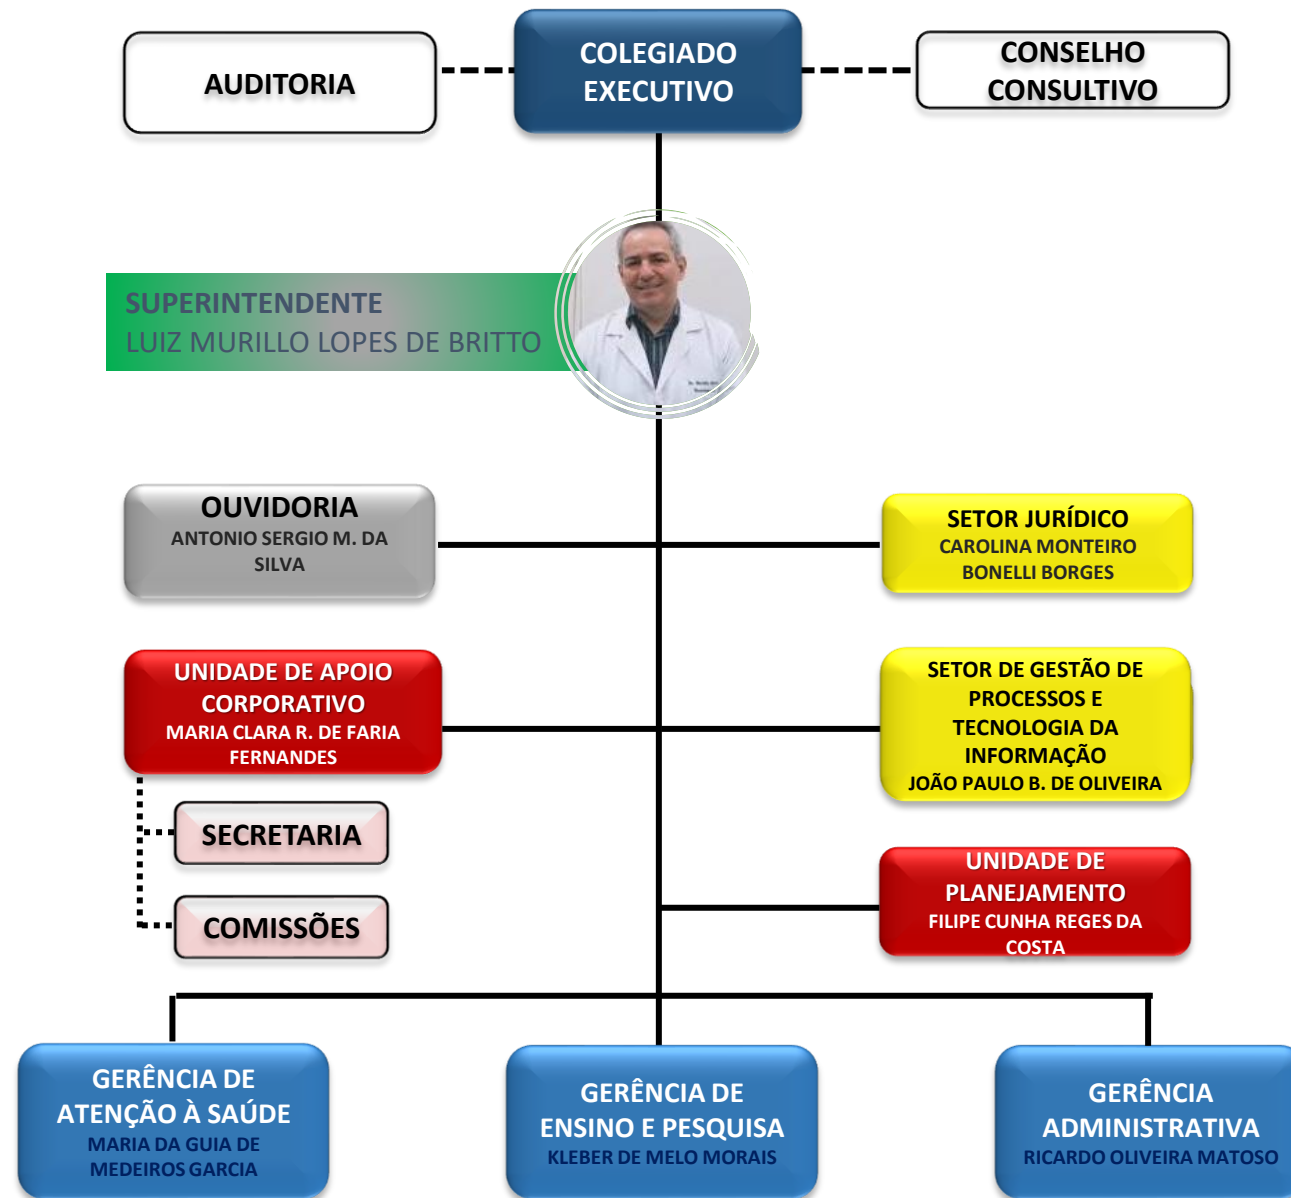 AUDITORIA
COLEGIADO
EXECUTIVO
CONSELHO
CONSULTIVO
SUPERINTENDENTE
LUIZ MURILLO LOPES DE BRITTO
OUVIDORIA
ANTONIO SERGIO M. DA
SILVA
SETOR JURÍDICO
CAROLINA MONTEIRO
BONELLI BORGES
UNIDADE DE APOIO
CORPORATIVO
MARIA CLARA R. DE FARIA
FERNANDES
SETOR DE GESTÃO DE
PROCESSOS E
TECNOLOGIA DA
INFORMAÇÃO
JOÃO PAULO B. DE OLIVEIRA
SECRETARIA
COMISSÕES
UNIDADE DE
PLANEJAMENTO
FILIPE CUNHA REGES DA
COSTA
GERÊNCIA DE
ATENÇÃO À SAÚDE
MARIA DA GUIA DE
MEDEIROS GARCIA
GERÊNCIA DE
ENSINO E PESQUISA
KLEBER DE MELO MORAIS
GERÊNCIA
ADMINISTRATIVA
RICARDO OLIVEIRA MATOSO